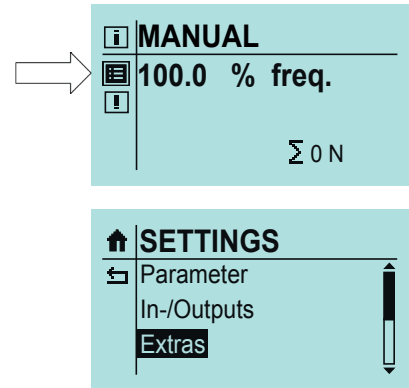 MANUAL
100.0 % freq.
Σ 0 N
SETTINGS
Parameter
In-/Outputs
Extras